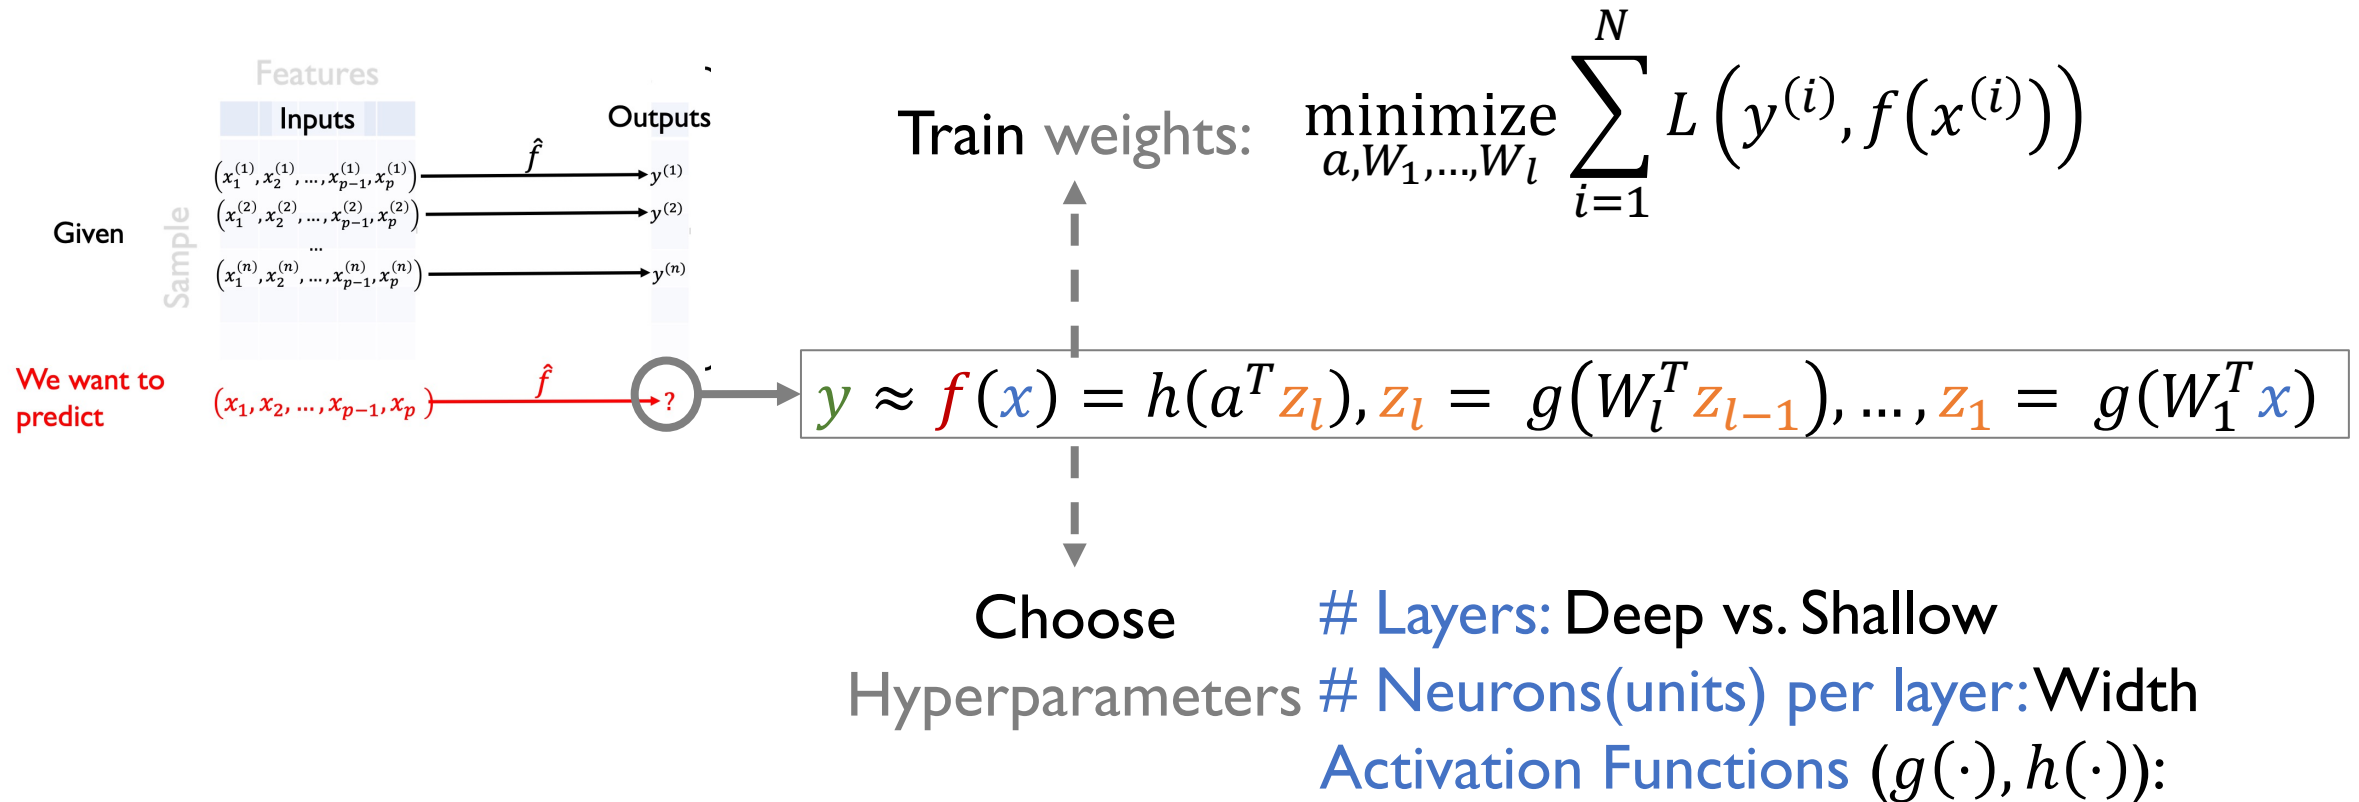 Features
Inputs
Outputs
Sample
Given
(x_1^{(1)}, x_2^{(1)}, ..., x_{p-1}^{(1)}, x_p^{(1)})
f̂
y^{(1)}
(x_1^{(2)}, x_2^{(2)}, ..., x_{p-1}^{(2)}, x_p^{(2)})
y^{(2)}
...
(x_1^{(n)}, x_2^{(n)}, ..., x_{p-1}^{(n)}, x_p^{(n)})
y^{(n)}
We want to
predict
(x_1, x_2, ..., x_{p-1}, x_p)
f̂
?
Train weights: minimize_{a,W_1,...,W_l} \sum_{i=1}^{N} L(y^{(i)}, f(x^{(i)}))
y ≈ f(x) = h(a^T z_l), z_l = g(W_l^T z_{l-1}), ..., z_1 = g(W_1^T x)
Choose
Hyperparameters
# Layers: Deep vs. Shallow
# Neurons(units) per layer: Width
Activation Functions (g(·), h(·)):